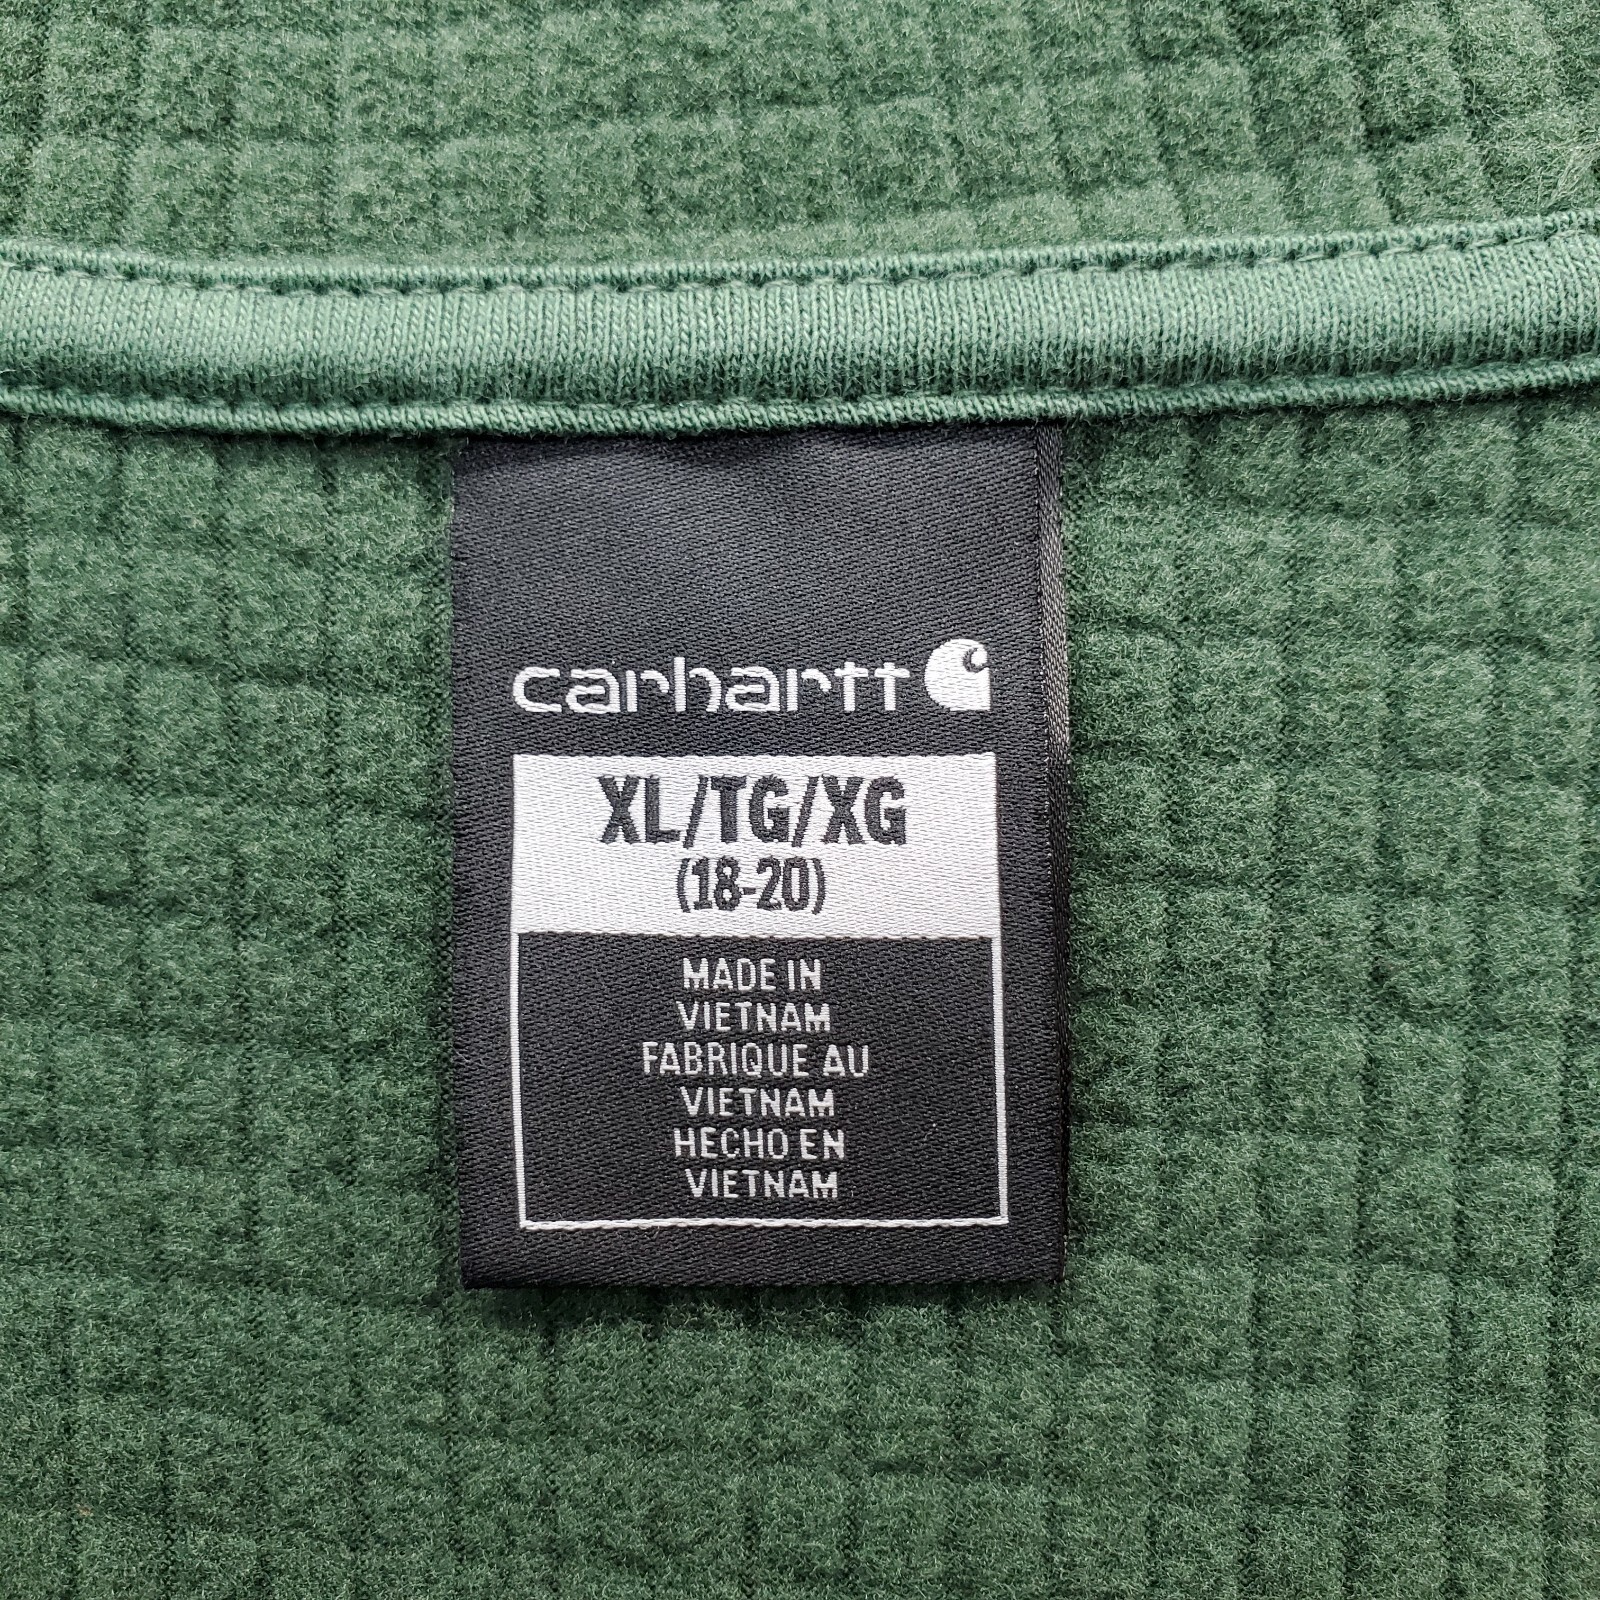 carhartt
XL/TG/XG
(18-20)
MADE IN
VIETNAM
FABRIQUE AU
VIETNAM
HECHO EN
VIETNAM